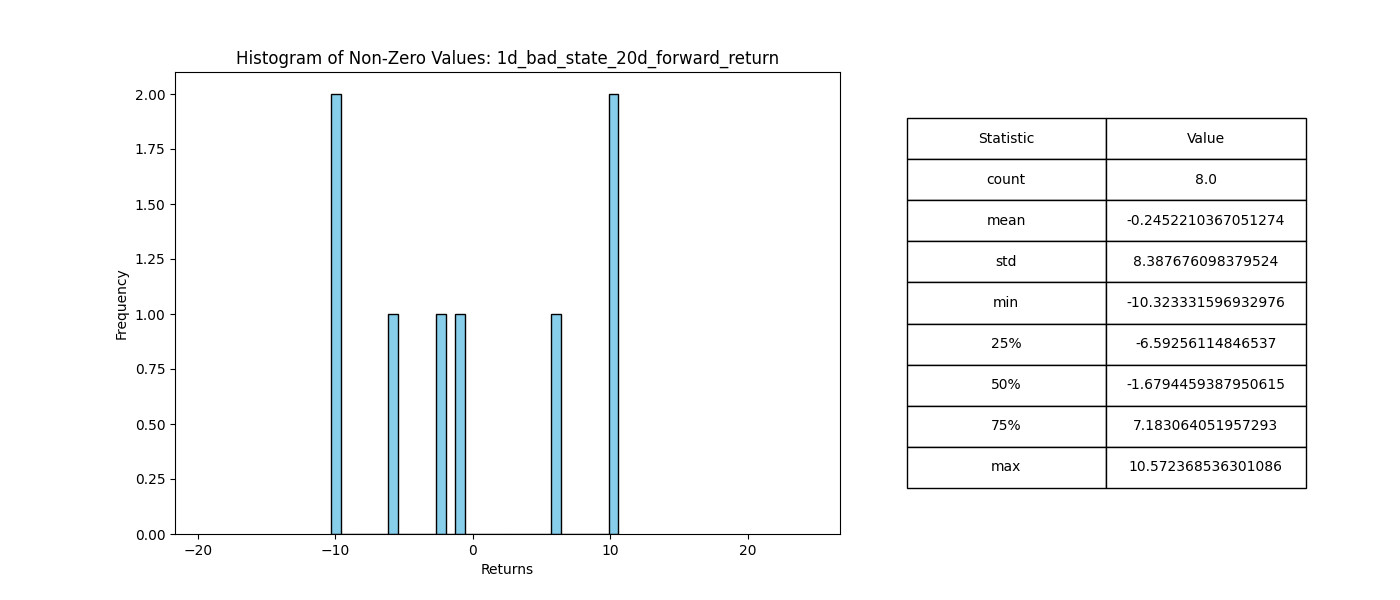 Histogram of Non-Zero Values: 1d_bad_state_20d_forward_return
2.00
1.75
1.50
1.25
1.00
0.75
0.50
0.25
0.00
Frequency
−20
−10
0
10
20
Returns
Statistic Value
count 8.0
mean -0.2452210367051274
std 8.387676098379524
min -10.323331596932976
25% -6.59256114846537
50% -1.6794459387950615
75% 7.183064051957293
max 10.572368536301086